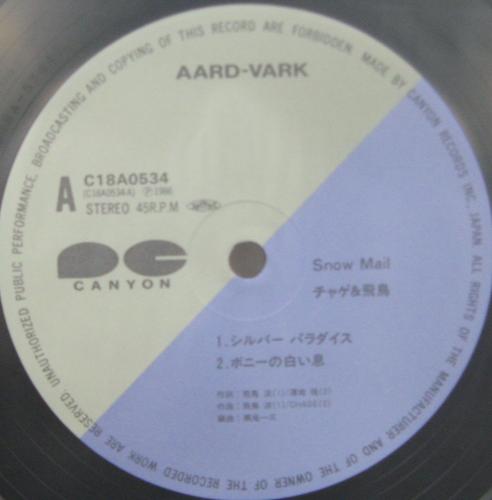 UNAUTHORIZED PUBLIC PERFORMANCE, BROADCASTING AND COPYING OF THIS RECORD ARE FORBIDDEN. MADE BY CANYON RECORDS INC. JAPAN ALL RIGHTS OF THE MANUFACTURER AND OF THE OWNER OF THE RECORDED WORK ARE RESERVED.
AARD-VARK
A
C18A0534
(C18A0534A) ℗1986
STEREO 45R.P.M
CANYON
Snow Mail
チャゲ&飛鳥
1.シルバー パラダイス
2.ボニーの白い息